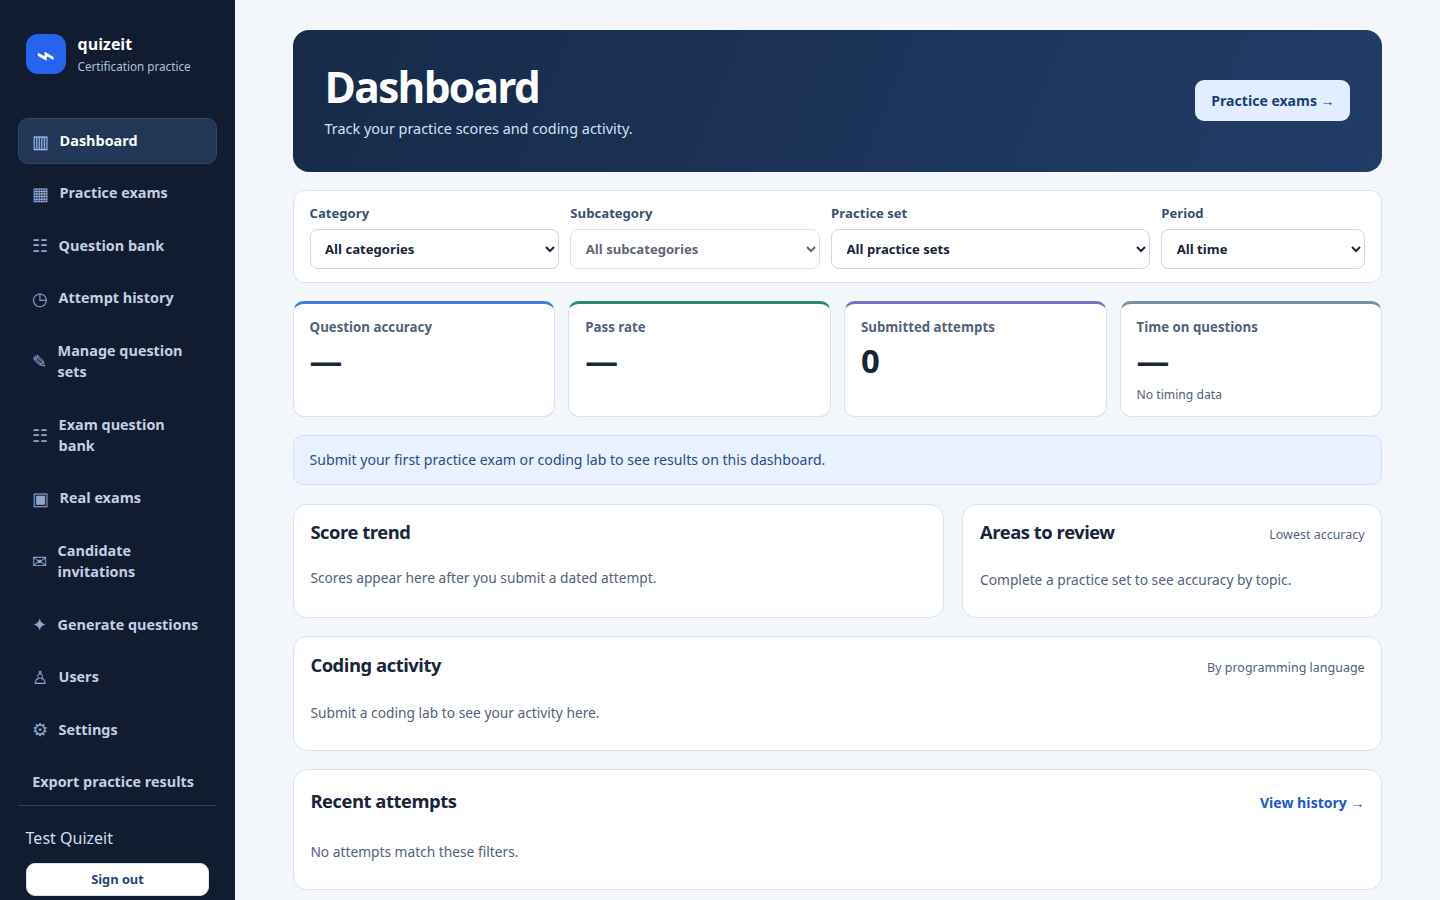 quizeit
Certification practice
Dashboard
Practice exams
Question bank
Attempt history
Manage question
sets
Exam question
bank
Real exams
Candidate
invitations
Generate questions
Users
Settings
Export practice results
Test Quizeit
Sign out
Dashboard
Track your practice scores and coding activity.
Practice exams →
Category
Subcategory
Practice set
Period
All categories
All subcategories
All practice sets
All time
Question accuracy
—
Pass rate
—
Submitted attempts
0
Time on questions
—
No timing data
Submit your first practice exam or coding lab to see results on this dashboard.
Score trend
Scores appear here after you submit a dated attempt.
Areas to review
Lowest accuracy
Complete a practice set to see accuracy by topic.
Coding activity
By programming language
Submit a coding lab to see your activity here.
Recent attempts
View history →
No attempts match these filters.